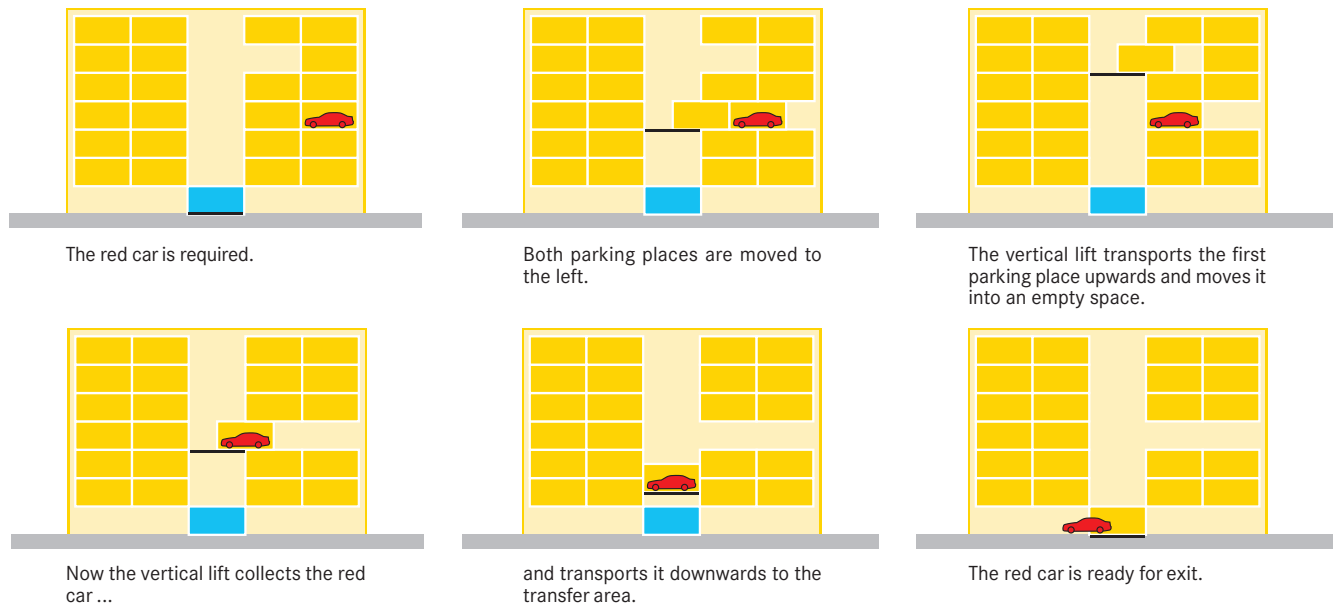 The red car is required.
Both parking places are moved to
the left.
The vertical lift transports the first
parking place upwards and moves it
into an empty space.
Now the vertical lift collects the red
car ...
and transports it downwards to the
transfer area.
The red car is ready for exit.